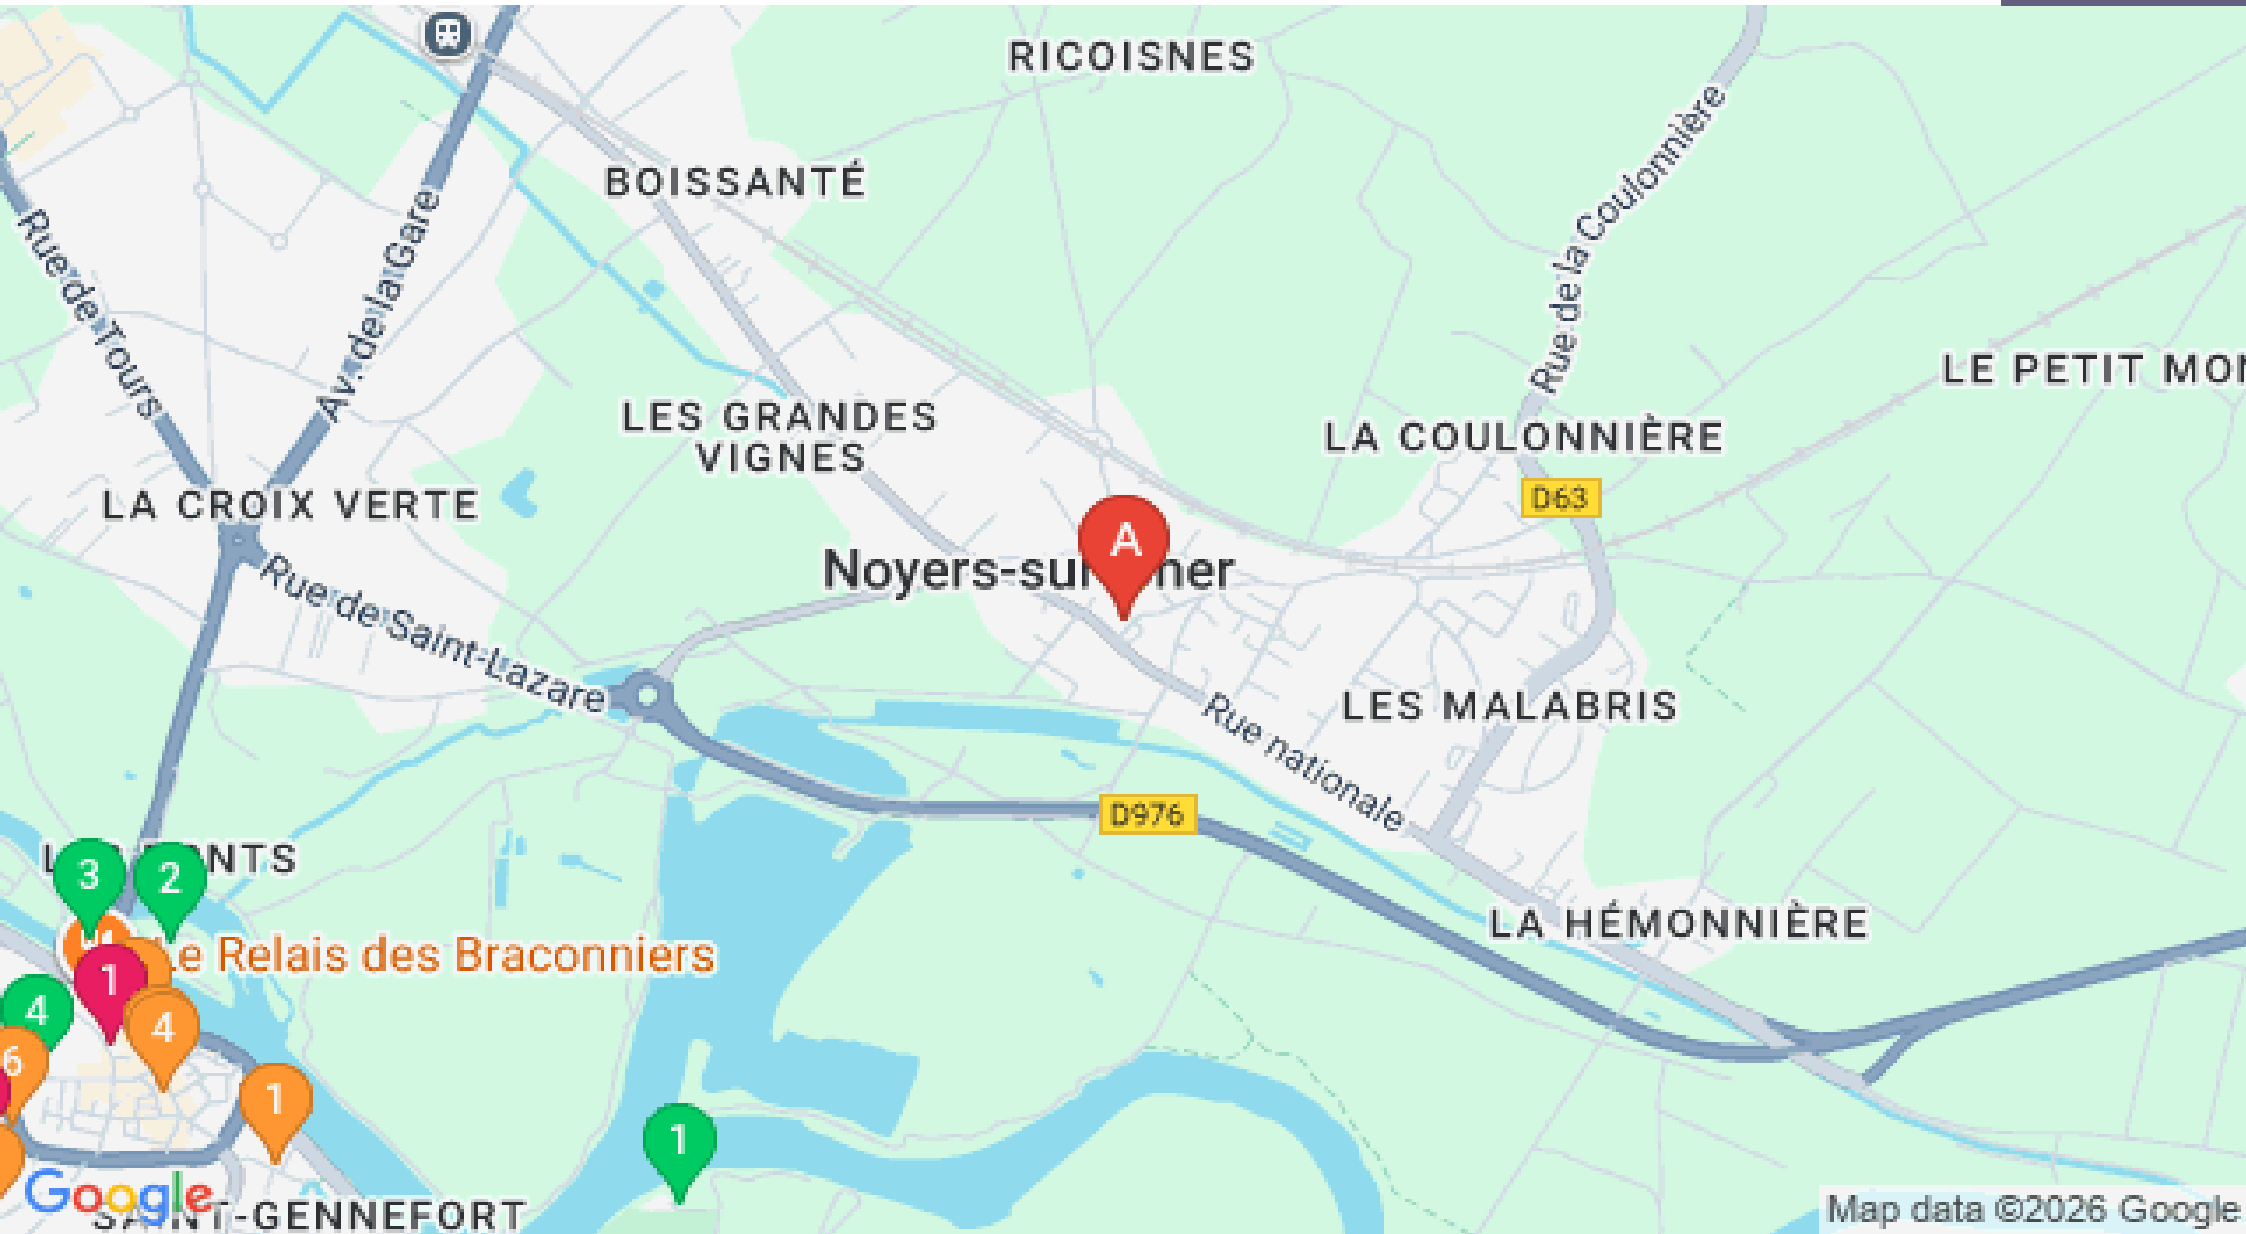 RICOISNES
BOISSANTÉ
Rue de la Coulonnière
Rue de Tours
Av. de la Gare
LE PETIT MON
LES GRANDES
VIGNES
LA COULONNIÈRE
D63
LA CROIX VERTE
A
Noyers-sur
her
Rue de Saint-Lazare
LES MALABRIS
Rue nationale
D976
L
NTS
3
2
LA HÉMONNIÈRE
Le Relais des Braconniers
1
4
4
6
1
1
Google
SAINT-GENNEFORT
Map data ©2026 Google